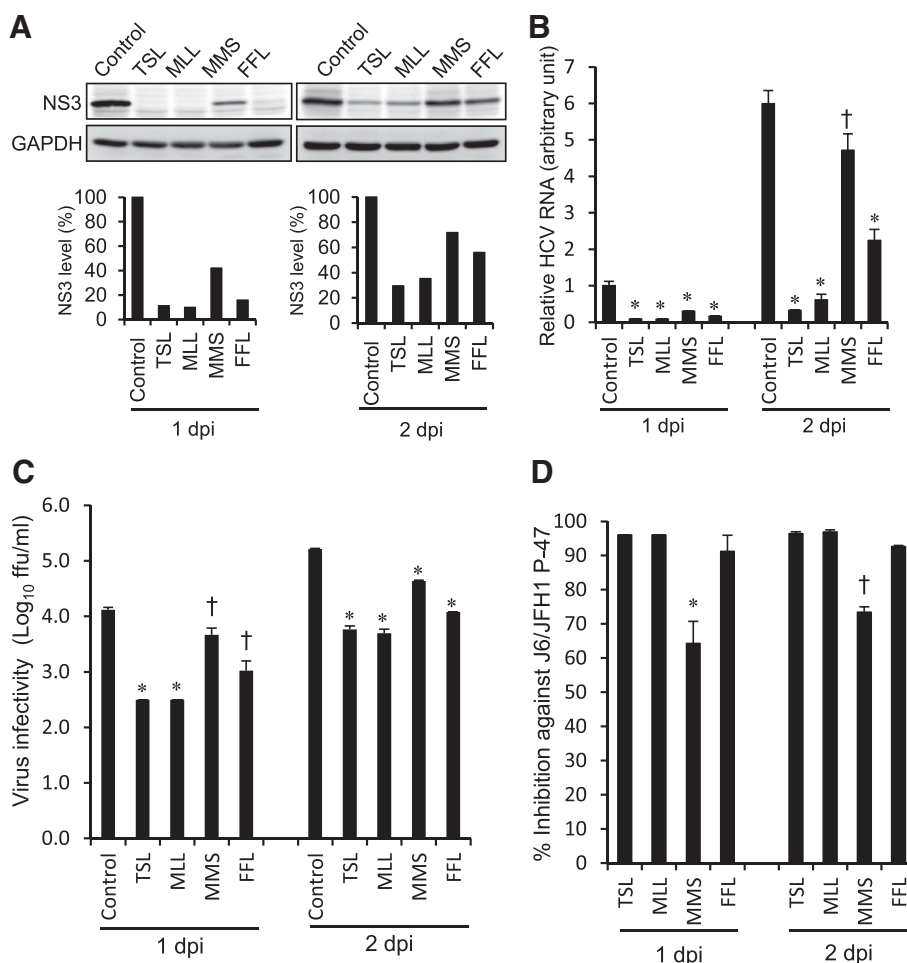 A
Control
TSL
MLL
MMS
FFL
Control
TSL
MLL
MMS
FFL
NS3
GAPDH
NS3 level (%)
100
80
60
40
20
0
Control
TSL
MLL
MMS
FFL
1 dpi
NS3 level (%)
100
80
60
40
20
0
Control
TSL
MLL
MMS
FFL
2 dpi
B
Relative HCV RNA (arbitrary unit)
7
6
5
4
3
2
1
0
* * * *
* * † *
Control
TSL
MLL
MMS
FFL
1 dpi
Control
TSL
MLL
MMS
FFL
2 dpi
C
Virus infectivity (Log10 ffu/ml)
6.0
5.0
4.0
3.0
2.0
1.0
0.0
* * † †
* * * *
Control
TSL
MLL
MMS
FFL
1 dpi
Control
TSL
MLL
MMS
FFL
2 dpi
D
% Inhibition against J6/JFH1 P-47
100
90
80
70
60
50
40
30
20
10
0
*
†
TSL
MLL
MMS
FFL
1 dpi
TSL
MLL
MMS
FFL
2 dpi